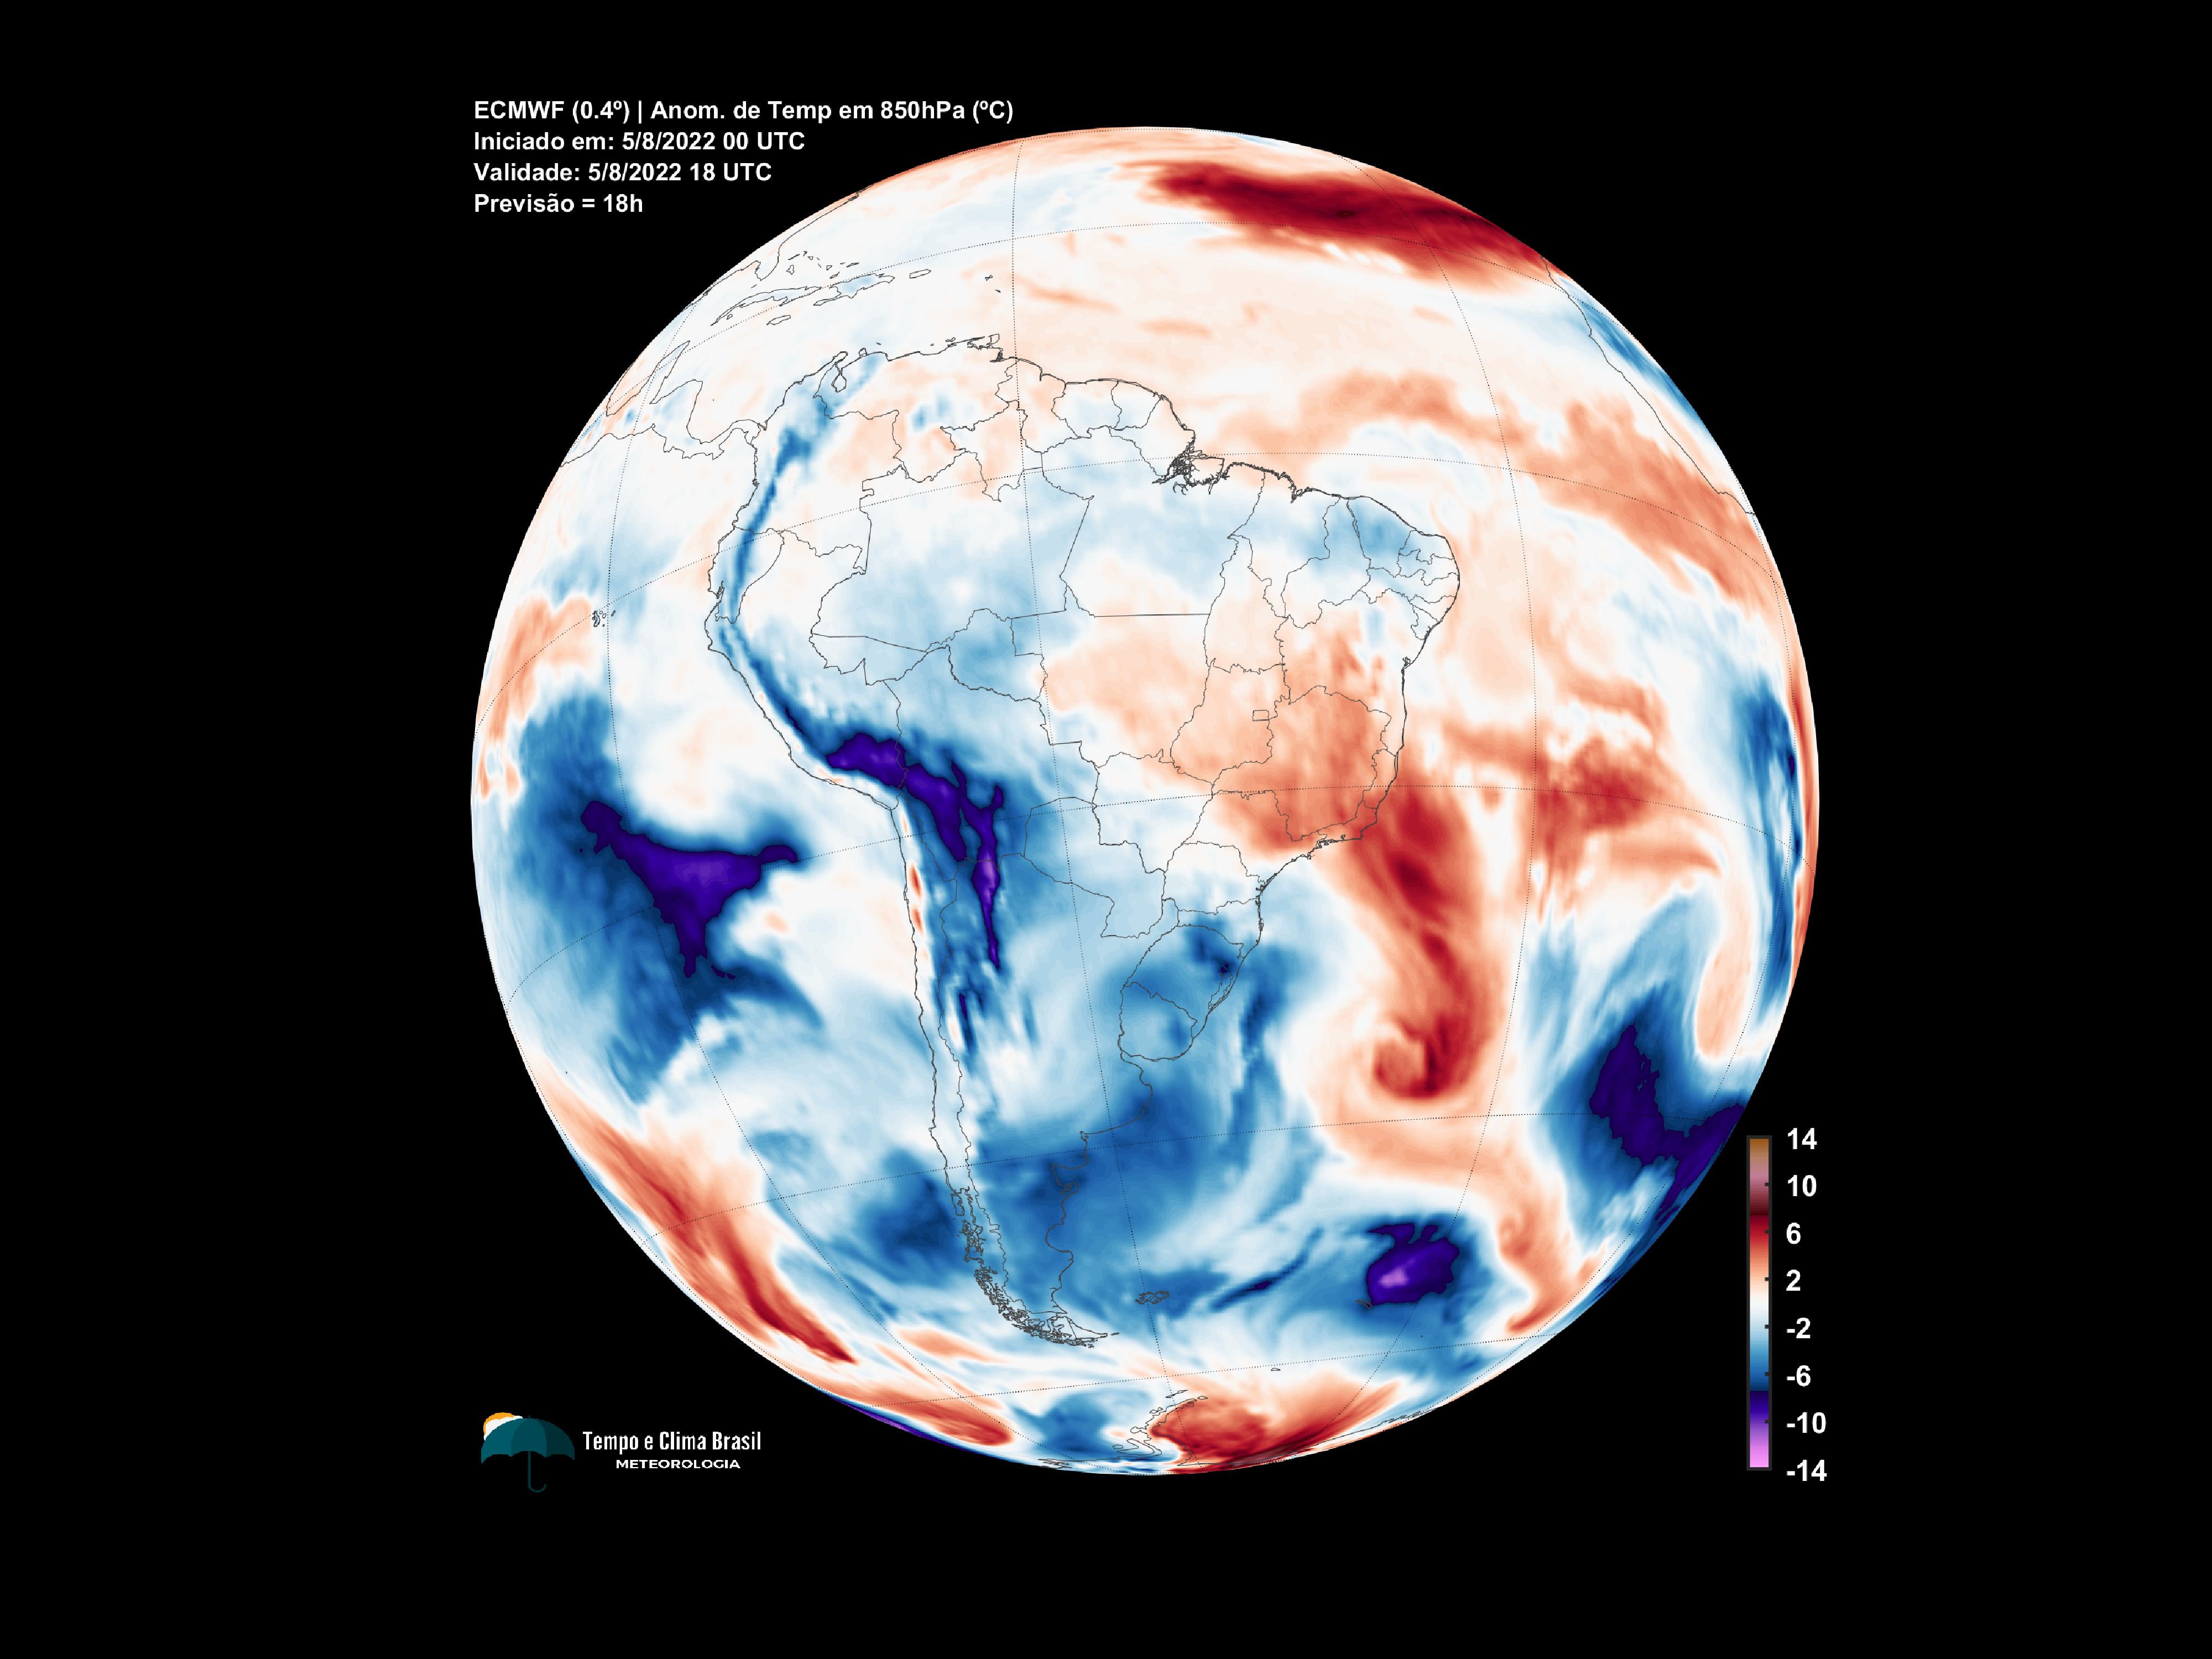 ECMWF (0.4º) | Anom. de Temp em 850hPa (ºC)
Iniciado em: 5/8/2022 00 UTC
Validade: 5/8/2022 18 UTC
Previsão = 18h
14
10
6
2
-2
-6
-10
-14
Tempo e Clima Brasil
METEOROLOGIA